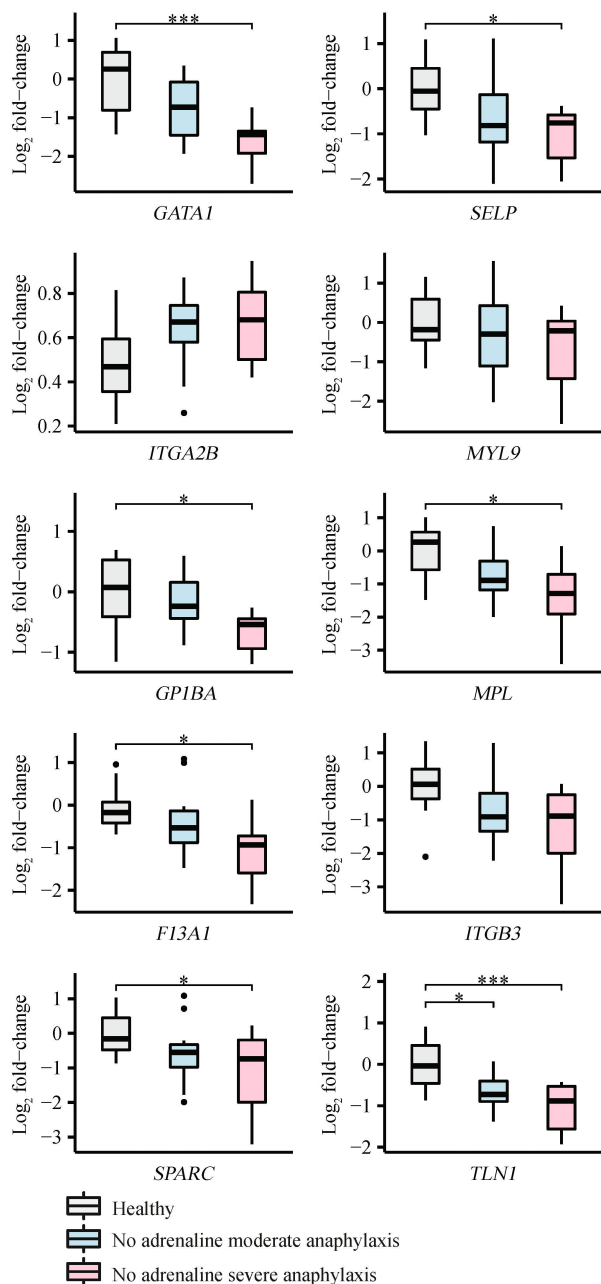 ***
Log2 fold−change
1
0
−1
−2
GATA1
*
Log2 fold−change
1
0
−1
−2
SELP
Log2 fold−change
0.8
0.6
0.4
0.2
ITGA2B
Log2 fold−change
1
0
−1
−2
MYL9
*
Log2 fold−change
1
0
−1
GP1BA
*
Log2 fold−change
1
0
−1
−2
−3
MPL
*
Log2 fold−change
1
0
−1
−2
F13A1
Log2 fold−change
1
0
−1
−2
−3
ITGB3
*
Log2 fold−change
1
0
−1
−2
−3
SPARC
***
*
Log2 fold−change
2
1
0
−1
−2
TLN1
Healthy
No adrenaline moderate anaphylaxis
No adrenaline severe anaphylaxis